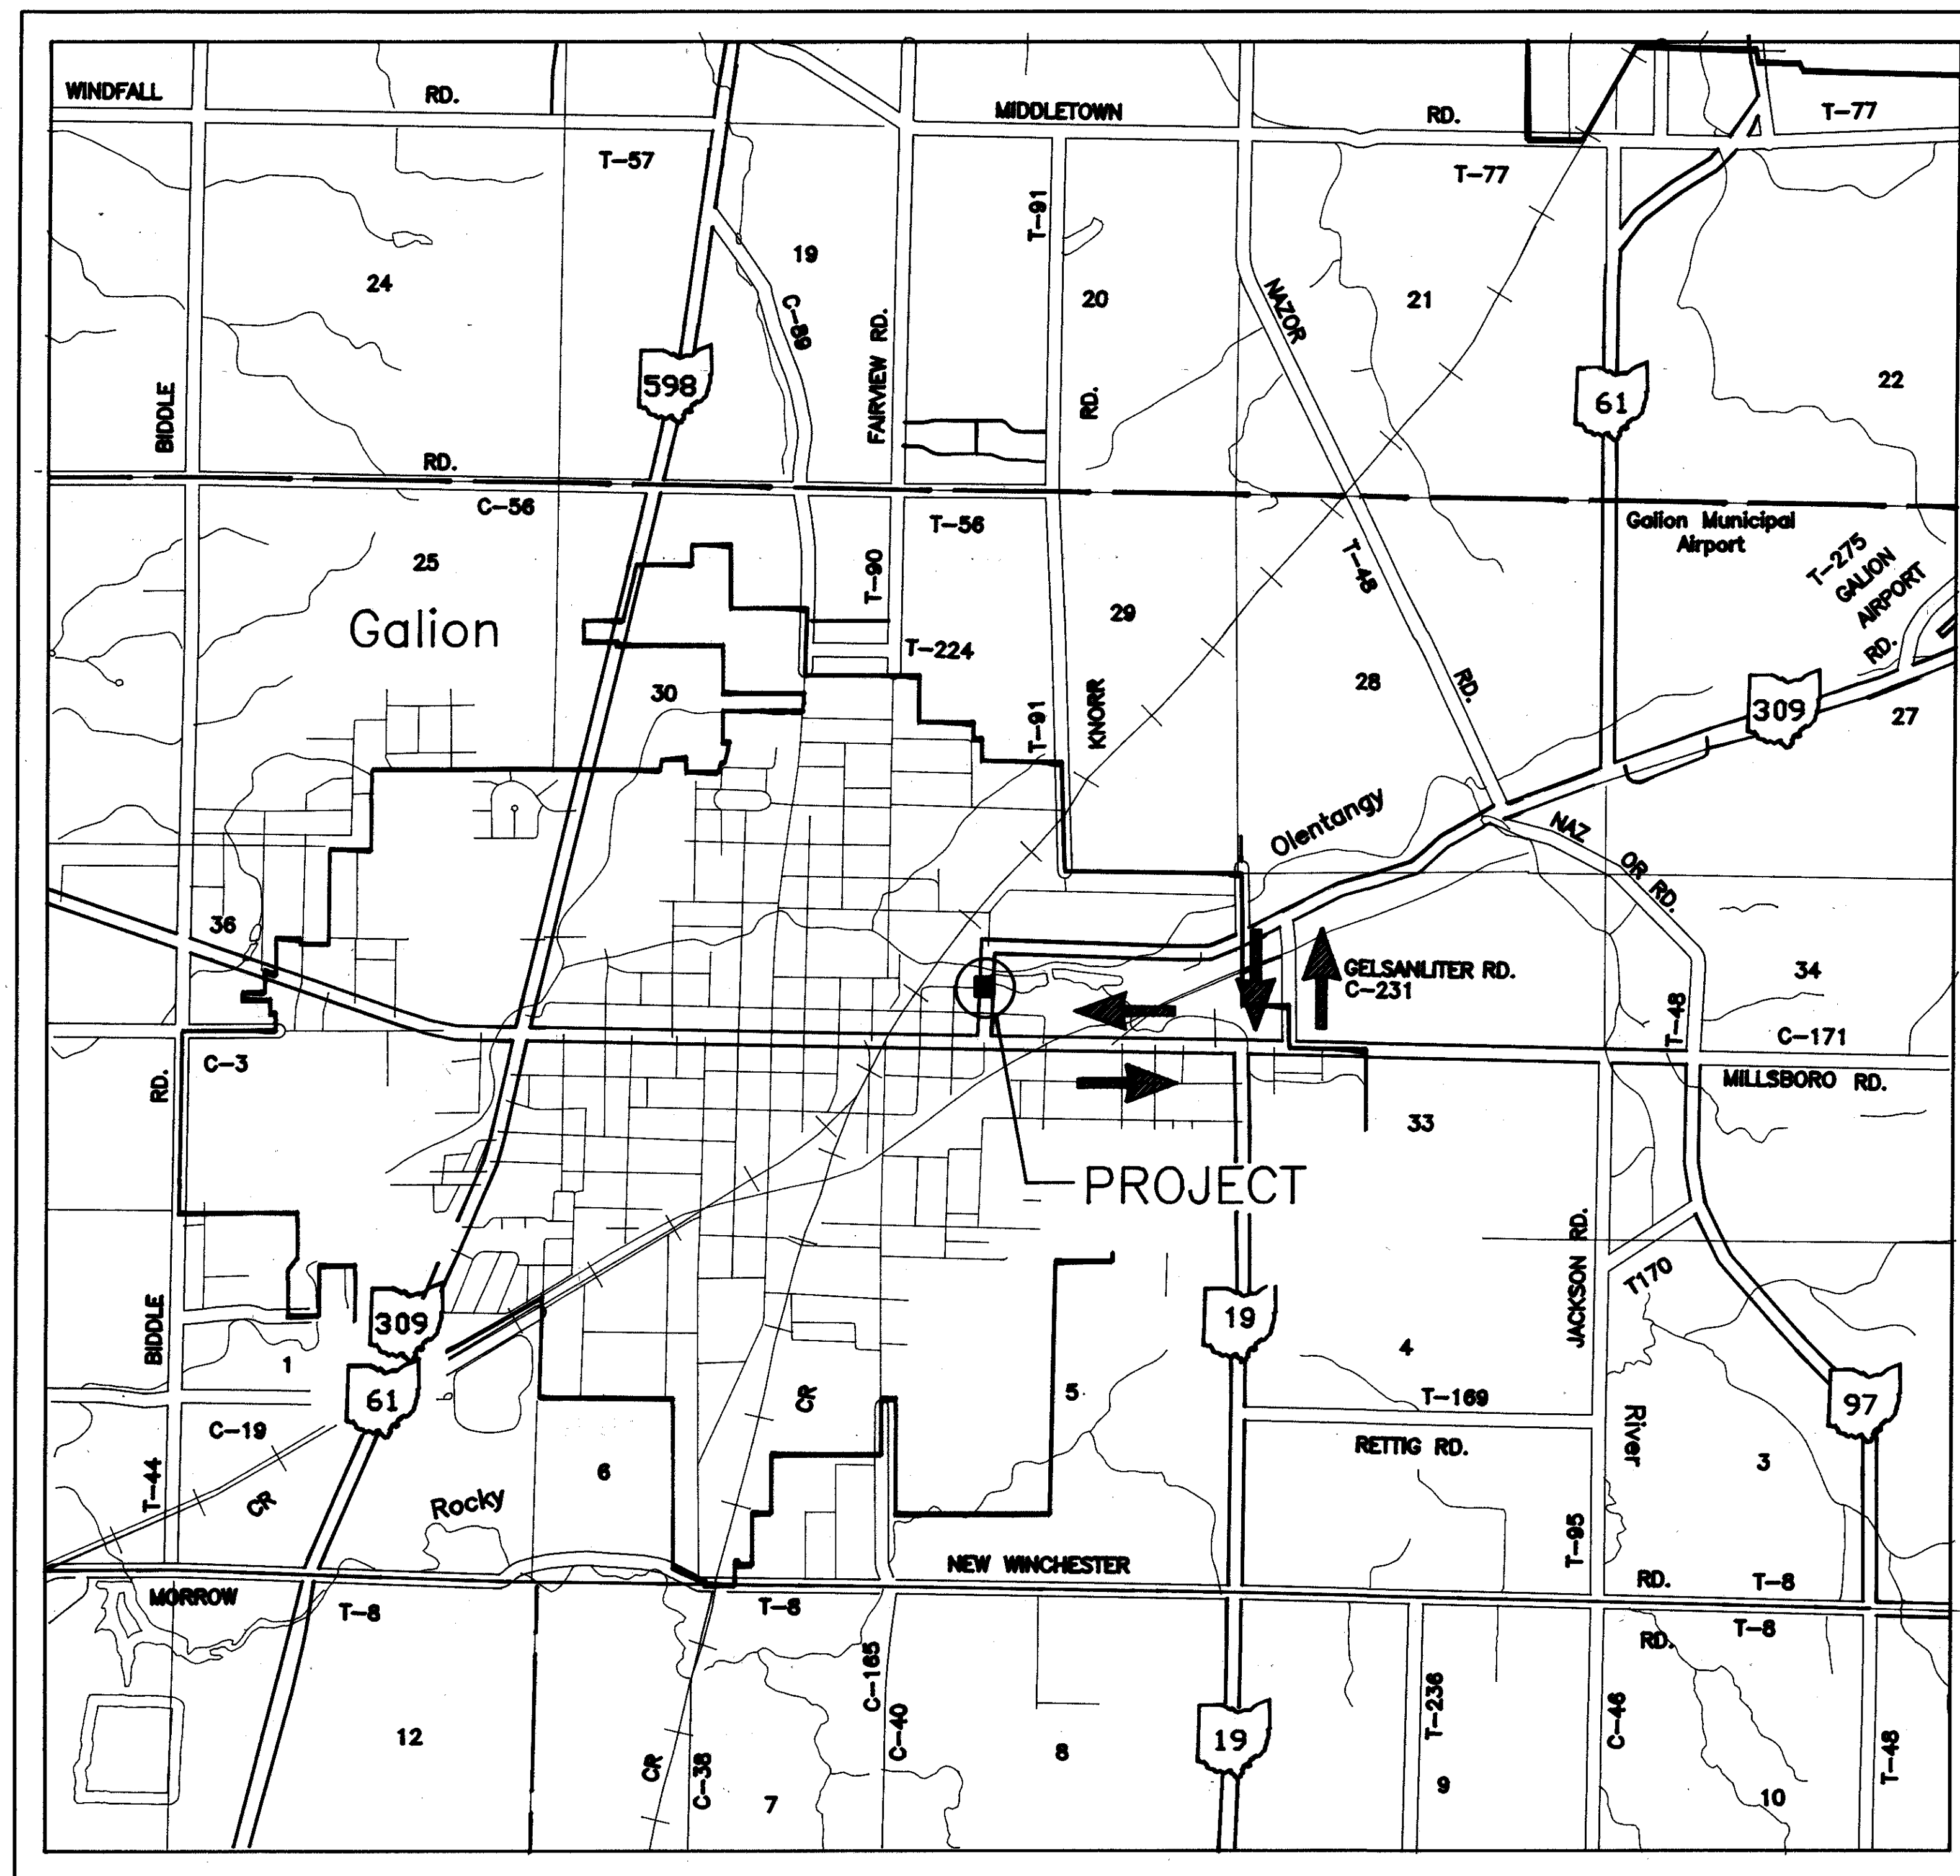 WINDFALL
RD.
MIDDLETOWN
RD.
T-77
T-57
T-77
T-91
19
24
20
NAZOR
21
C-89
FAIRVIEW RD.
598
BIDDLE
RD.
61
22
RD.
C-56
T-56
Galion Municipal
Airport
T-275
GALION
AIRPORT
RD.
25
T-90
T-48
Galion
29
T-224
30
28
RD.
T-91
KNORR
309
27
Olentangy
NAZ
OR RD.
36
GELSANLITER RD.
C-231
34
T-48
C-171
C-3
RD.
MILLSBORO RD.
33
PROJECT
JACKSON RD.
T170
BIDDLE
309
19
1
4
61
CR
5
T-169
97
C-19
RETTIG RD.
River
T-44
6
3
CR
Rocky
T-95
NEW WINCHESTER
RD.
T-8
MORROW
T-8
T-8
T-8
RD.
C-165
T-236
C-46
C-40
12
19
8
T-48
CR
C-38
7
9
10